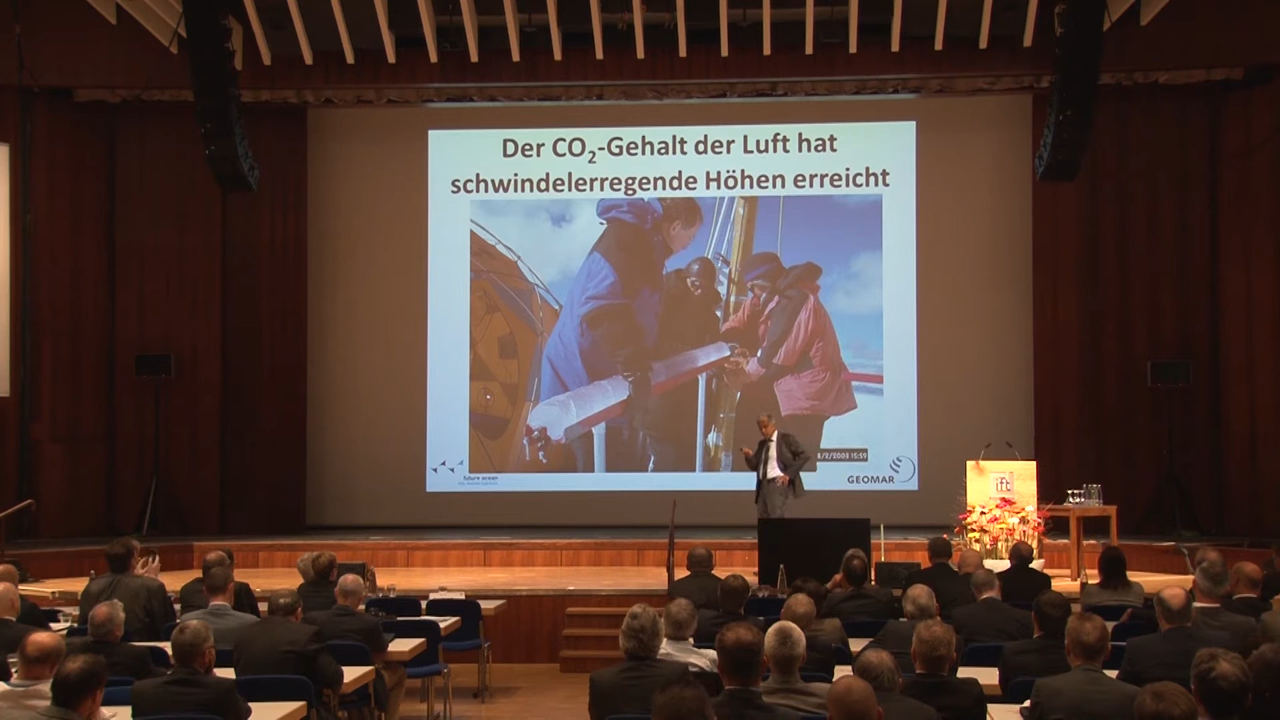 Der CO₂-Gehalt der Luft hat
schwindelerregende Höhen erreicht
8/2/2003 15:59
future ocean
GEOMAR
ift